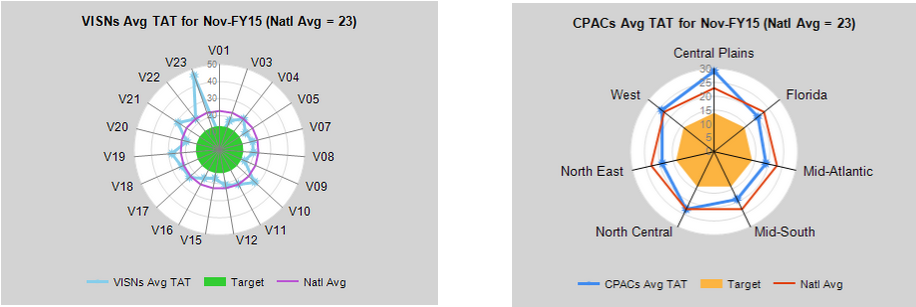 VISNs Avg TAT for Nov-FY15 (Natl Avg = 23)
V01
V03
V04
V05
V07
V08
V09
V10
V11
V12
V15
V16
V17
V18
V19
V20
V21
V22
V23
50
40
30
VISNs Avg TAT Target Natl Avg
CPACs Avg TAT for Nov-FY15 (Natl Avg = 23)
Central Plains
Florida
Mid-Atlantic
Mid-South
North Central
North East
West
30
25
20
15
10
5
CPACs Avg TAT Target Natl Avg